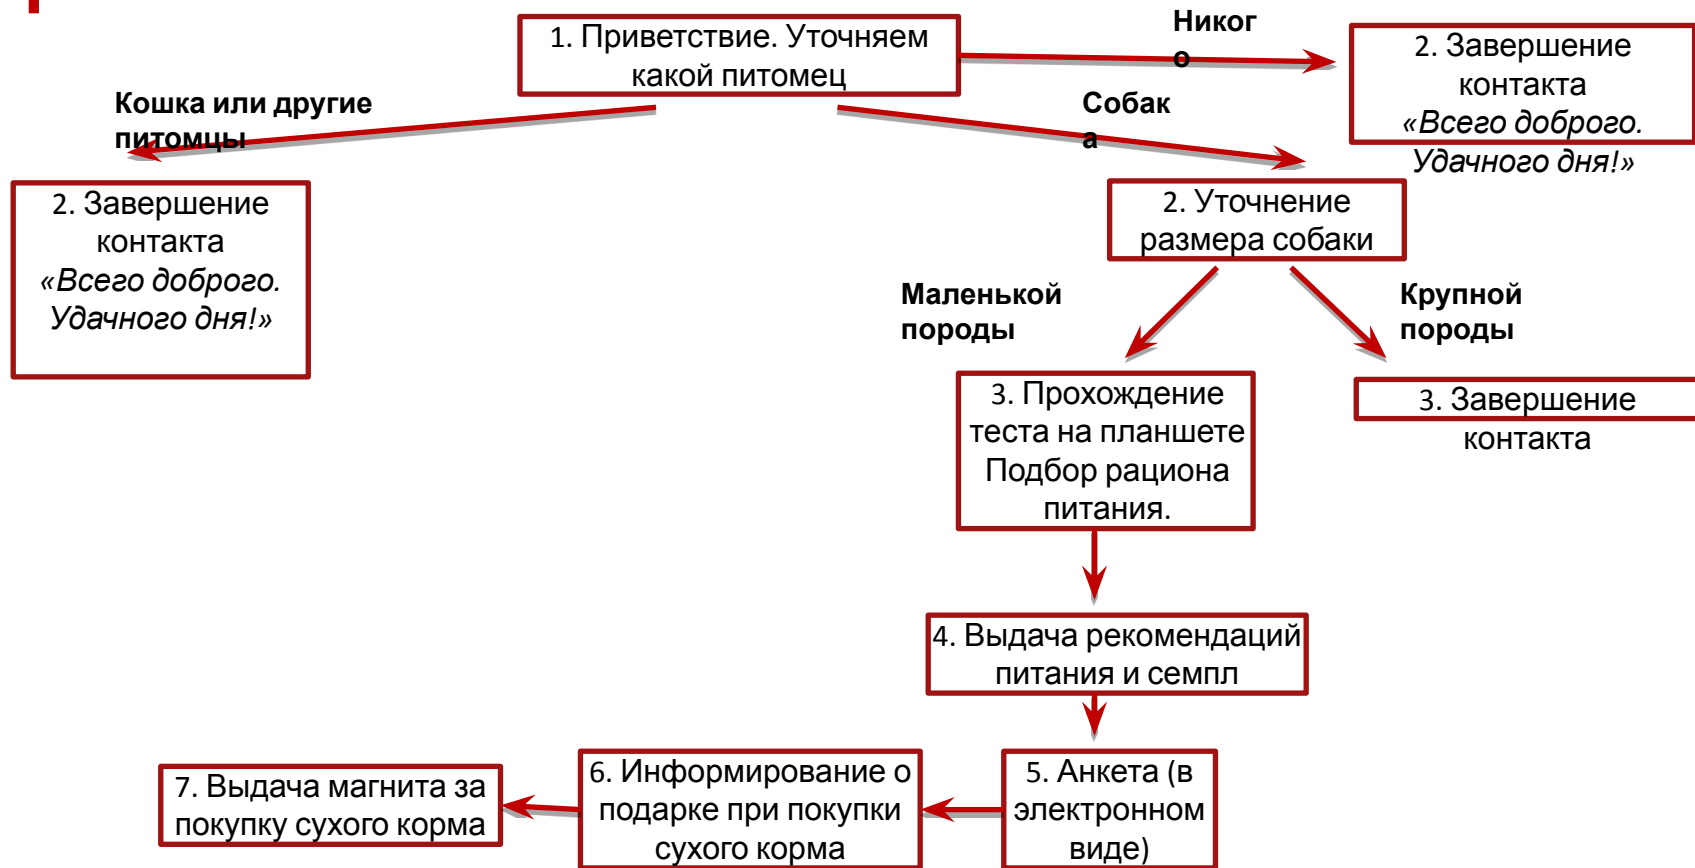 1. Приветствие. Уточняем
какой питомец
Никог
о
2. Завершение
контакта
«Всего доброго.
Удачного дня!»
Кошка или другие
питомцы
Собак
а
2. Завершение
контакта
«Всего доброго.
Удачного дня!»
2. Уточнение
размера собаки
Маленькой
породы
Крупной
породы
3. Прохождение
теста на планшете
Подбор рациона
питания.
3. Завершение
контакта
4. Выдача рекомендаций
питания и семпл
5. Анкета (в
электронном
виде)
6. Информирование о
подарке при покупки
сухого корма
7. Выдача магнита за
покупку сухого корма